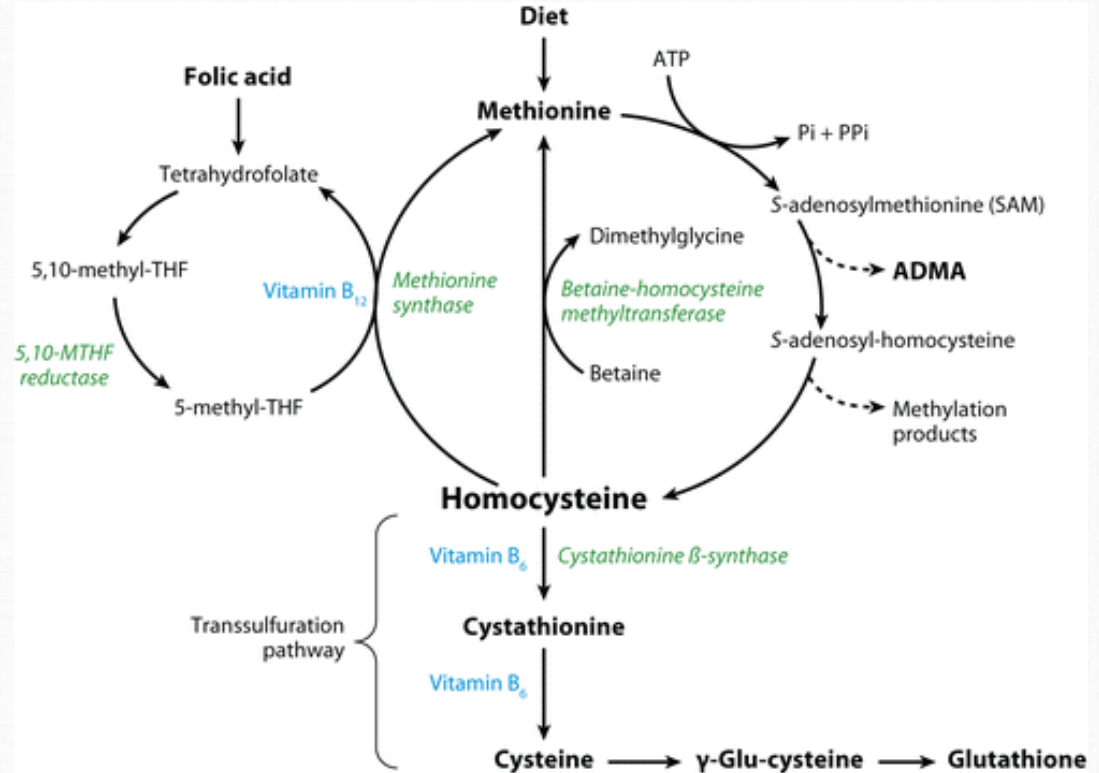 Diet
ATP
Folic acid
Methionine
Pi + PPi
Tetrahydrofolate
S-adenosylmethionine (SAM)
Dimethylglycine
5,10-methyl-THF
Vitamin B12
Methionine
synthase
Betaine-homocysteine
methyltransferase
ADMA
5,10-MTHF
reductase
S-adenosyl-homocysteine
Betaine
5-methyl-THF
Methylation
products
Homocysteine
Vitamin B6
Cystathionine ß-synthase
Transsulfuration
pathway
Cystathionine
Vitamin B6
Cysteine
γ-Glu-cysteine
Glutathione